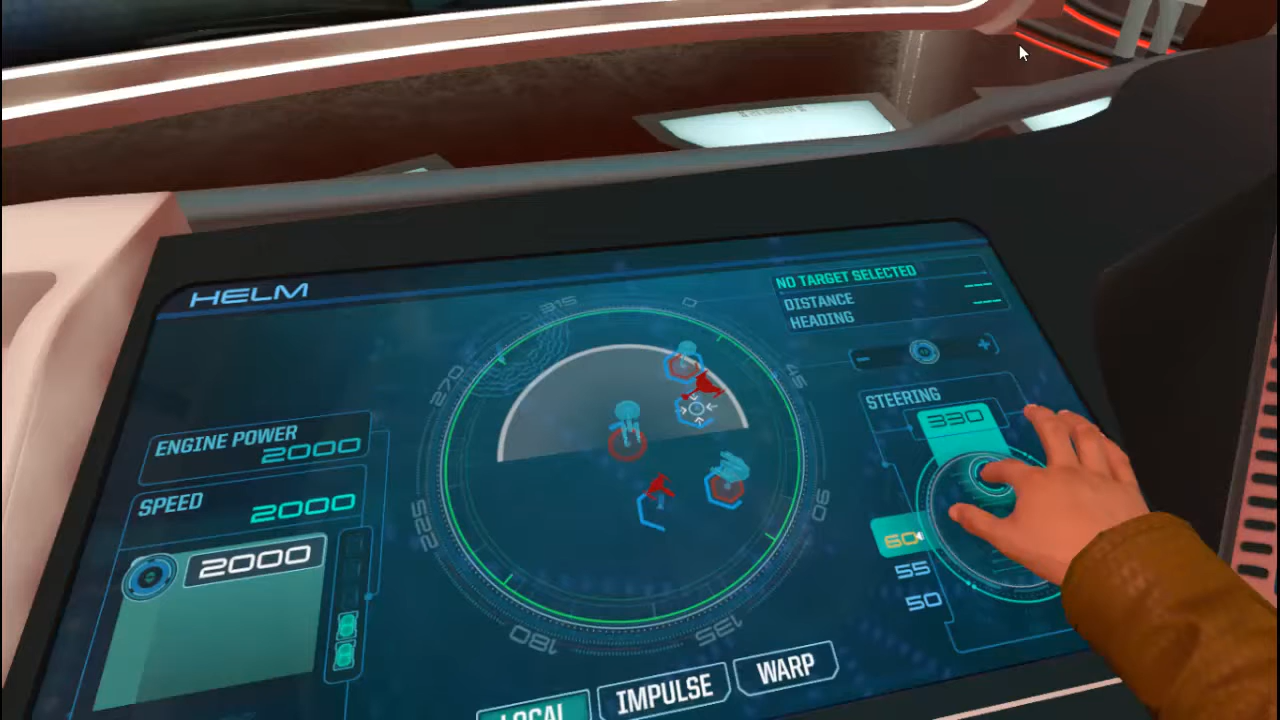 HELM
NO TARGET SELECTED
DISTANCE ---
HEADING ---
315
0
270
45
STEERING
330
ENGINE POWER
2000
SPEED 2000
2000
225
90
60
55
50
180
135
LOCAL
IMPULSE
WARP